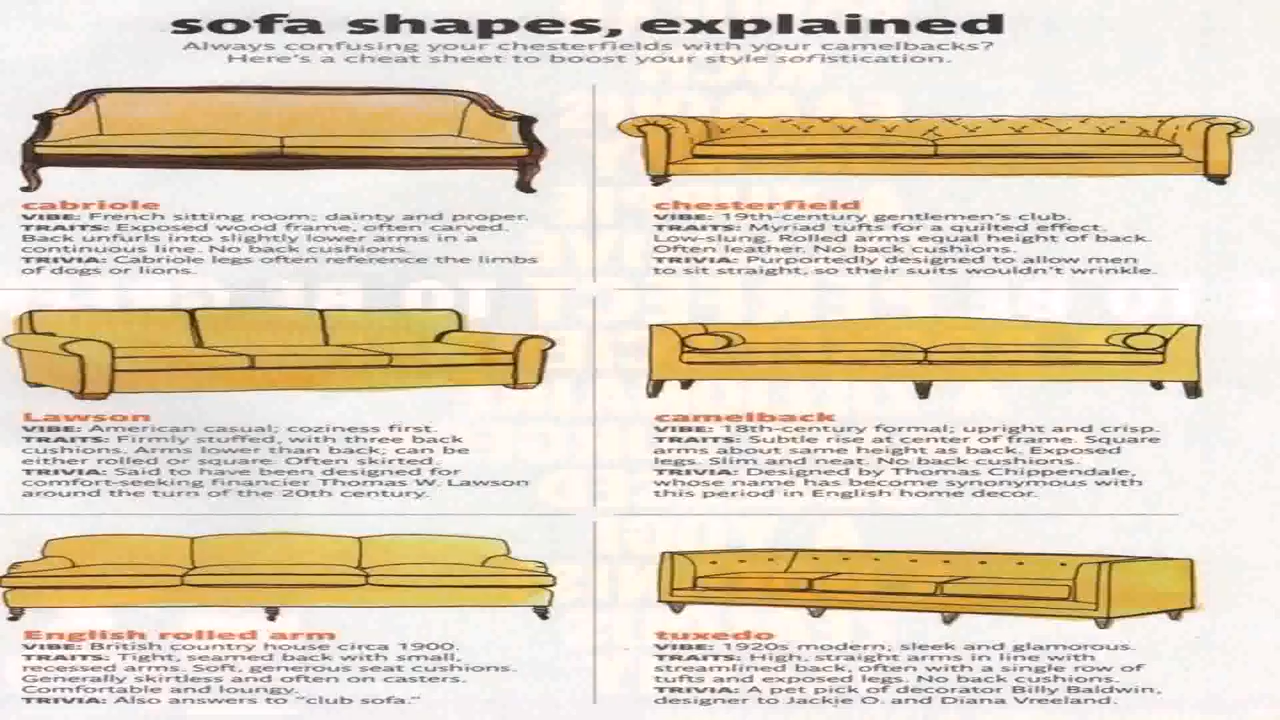 sofa shapes, explained
Always confusing your chesterfields with your camelbacks?
Here's a cheat sheet to boost your style sofistication.
cabriole
VIBE: French sitting room; dainty and proper.
TRAITS: Exposed wood frame, often carved.
Back unfurls into slightly lower arms in a
continuous line. No back cushions.
TRIVIA: Cabriole legs often reference the limbs
of dogs or lions.
chesterfield
VIBE: 19th-century gentlemen's club.
TRAITS: Myriad tufts for a quilted effect.
Low-slung. Rolled arms equal height of back.
Often leather. No back cushions.
TRIVIA: Purportedly designed to allow men
to sit straight, so their suits wouldn't wrinkle.
Lawson
VIBE: American casual; coziness first.
TRAITS: Firmly stuffed, with three back
cushions. Arms lower than back; can be
either rolled or square. Often skirted.
TRIVIA: Said to have been designed for
comfort-seeking financier Thomas W. Lawson
around the turn of the 20th century.
camelback
VIBE: 18th-century formal; upright and crisp.
TRAITS: Subtle rise at center of frame. Square
arms about same height as back. Exposed
legs. Slim and neat. No back cushions.
TRIVIA: Designed by Thomas Chippendale,
whose name has become synonymous with
this period in English home decor.
English rolled arm
VIBE: British country house circa 1900.
TRAITS: Tight, seamed back with small,
recessed arms. Soft, generous seat cushions.
Generally skirtless and often on casters.
Comfortable and loungy.
TRIVIA: Also answers to "club sofa."
tuxedo
VIBE: 1920s modern; sleek and glamorous.
TRAITS: High, straight arms in line with
streamlined back, often with a single row of
tufts and exposed legs. No back cushions.
TRIVIA: A pet pick of decorator Billy Baldwin,
designer to Jackie O. and Diana Vreeland.